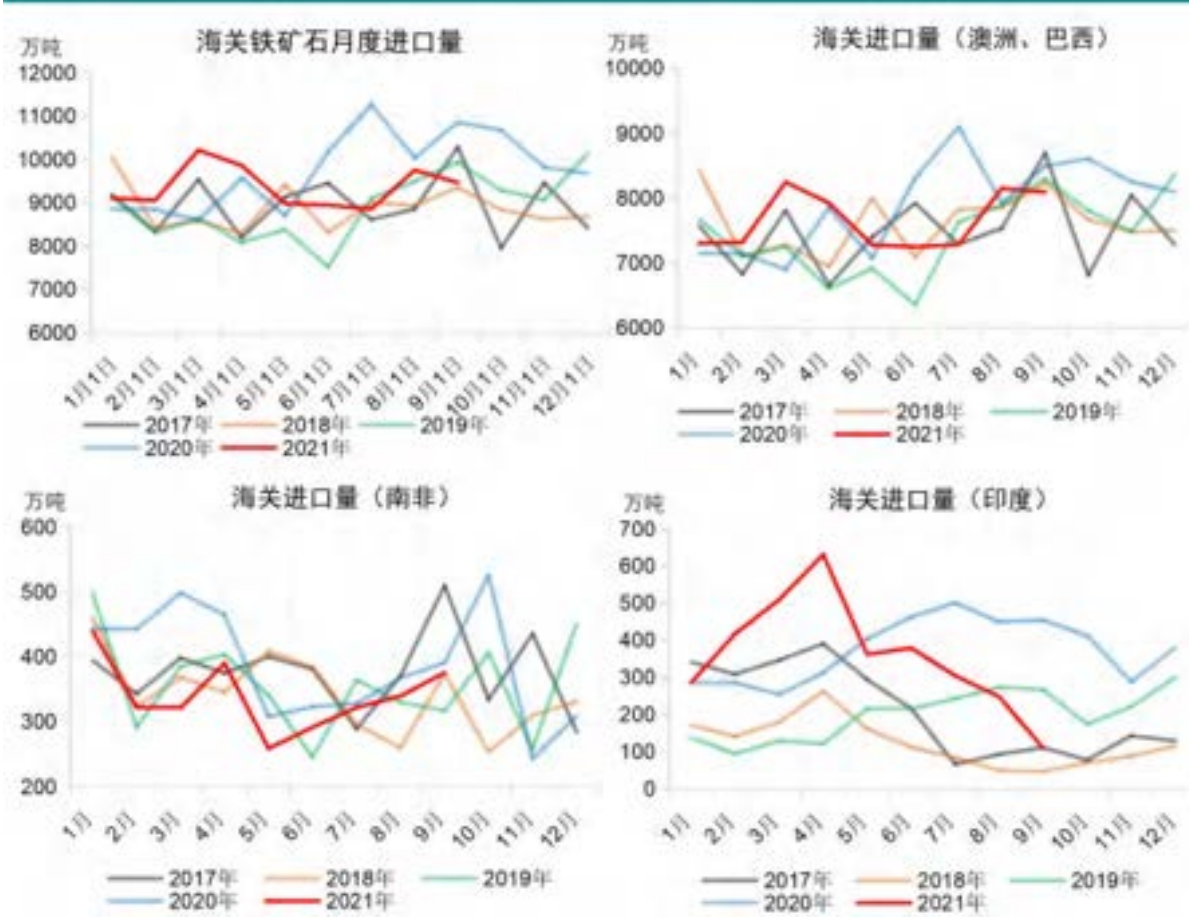 海关铁矿石月度进口量
万吨
12000
11000
10000
9000
8000
7000
6000
1月1日 2月1日 3月1日 4月1日 5月1日 6月1日 7月1日 8月1日 9月1日 10月1日 11月1日 12月1日
2017年 2018年 2019年
2020年 2021年
海关进口量（澳洲、巴西）
万吨
10000
9000
8000
7000
6000
1月 2月 3月 4月 5月 6月 7月 8月 9月 10月 11月 12月
2017年 2018年 2019年
2020年 2021年
海关进口量（南非）
万吨
600
500
400
300
200
1月 2月 3月 4月 5月 6月 7月 8月 9月 10月 11月 12月
2017年 2018年 2019年
2020年 2021年
海关进口量（印度）
万吨
700
600
500
400
300
200
100
0
1月 2月 3月 4月 5月 6月 7月 8月 9月 10月 11月 12月
2017年 2018年 2019年
2020年 2021年